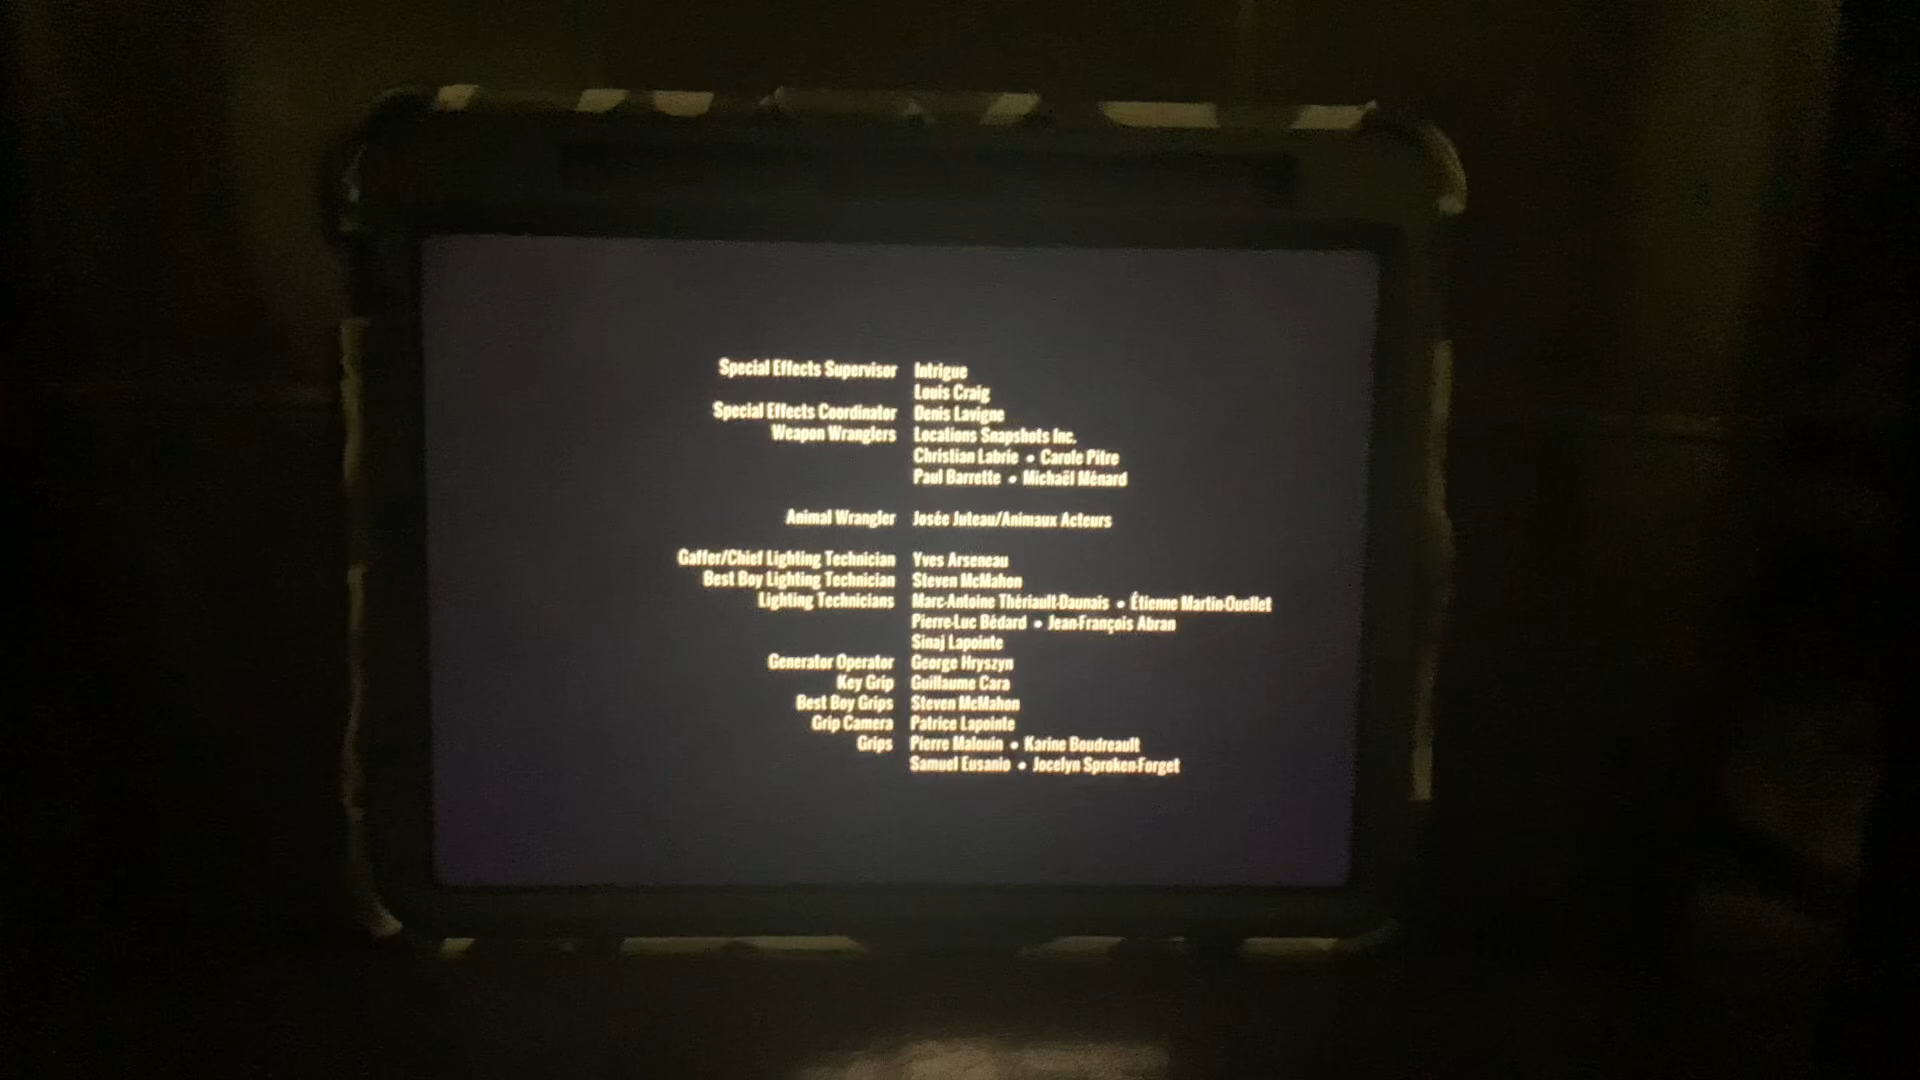 Special Effects Supervisor Intrigue
Louis Craig
Special Effects Coordinator Denis Lavigne
Weapon Wranglers Locations Snapshots Inc.
Christian Labrie • Carole Pitre
Paul Barrette • Michaël Ménard
Animal Wrangler Josée Juteau/Animaux Acteurs
Gaffer/Chief Lighting Technician Yves Arseneau
Best Boy Lighting Technician Steven McMahon
Lighting Technicians Marc-Antoine Thériault-Daunais • Étienne Martin-Ouellet
Pierre-Luc Bédard • Jean-François Abran
Sinaj Lapointe
Generator Operator George Hryszyn
Key Grip Guillaume Cara
Best Boy Grips Steven McMahon
Grip Camera Patrice Lapointe
Grips Pierre Malouin • Karine Boudreault
Samuel Eusanio • Jocelyn Sproken-Forget